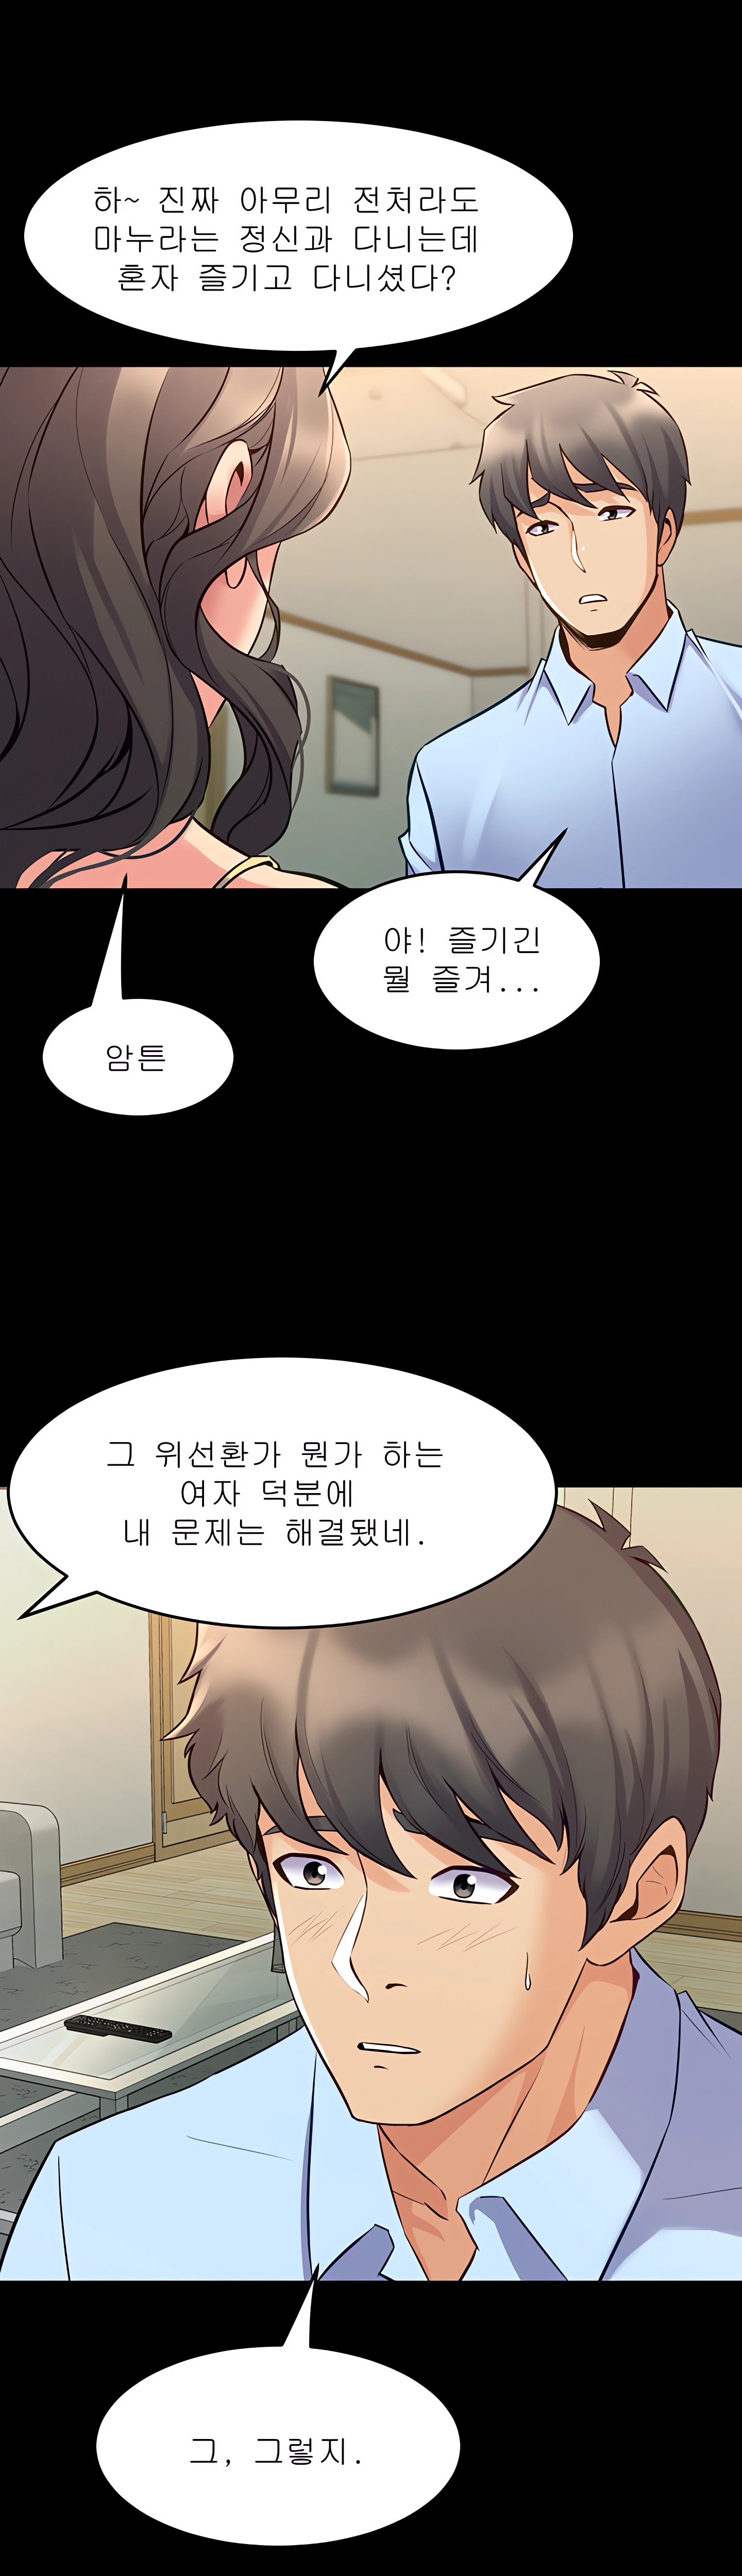 하~ 진짜 아무리 전처라도
마누라는 정신과 다니는데
혼자 즐기고 다니셨다?
야! 즐기긴
뭘 즐겨...
암튼
그 위선환가 뭔가 하는
여자 덕분에
내 문제는 해결됐네.
그, 그렇지.